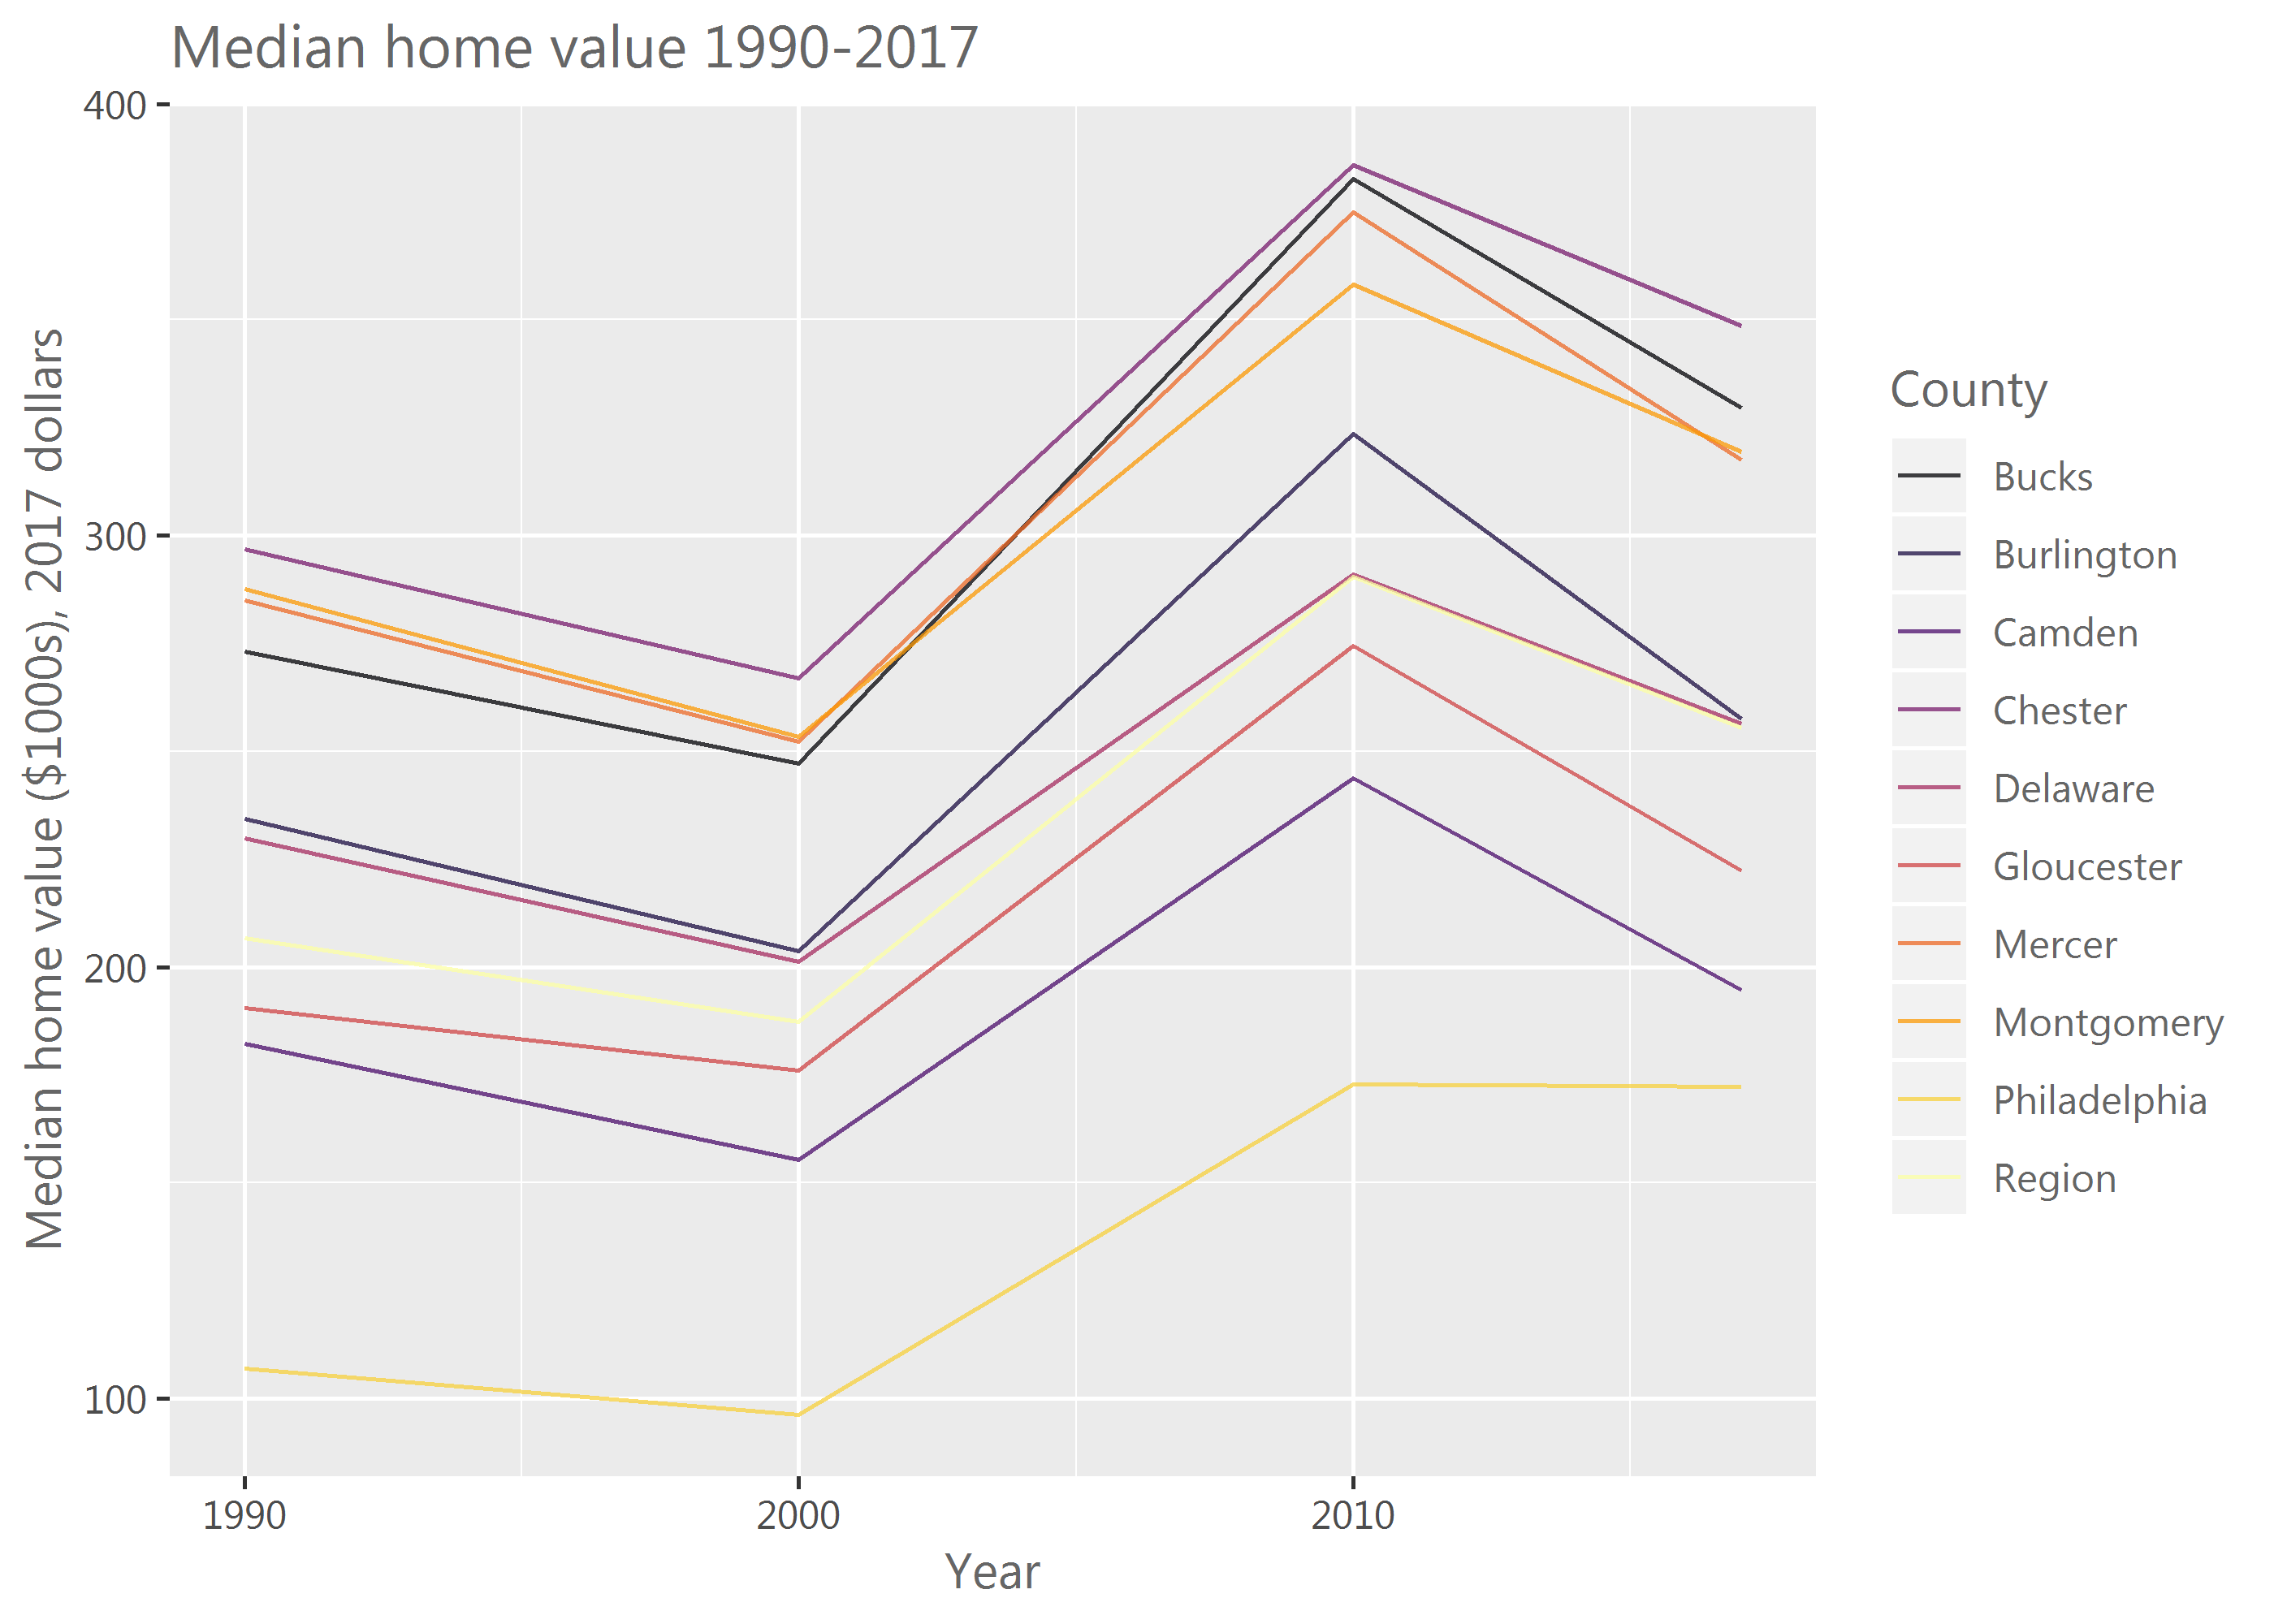 Median home value 1990-2017
400
300
200
100
Median home value ($1000s), 2017 dollars
1990
2000
2010
Year
County
Bucks
Burlington
Camden
Chester
Delaware
Gloucester
Mercer
Montgomery
Philadelphia
Region